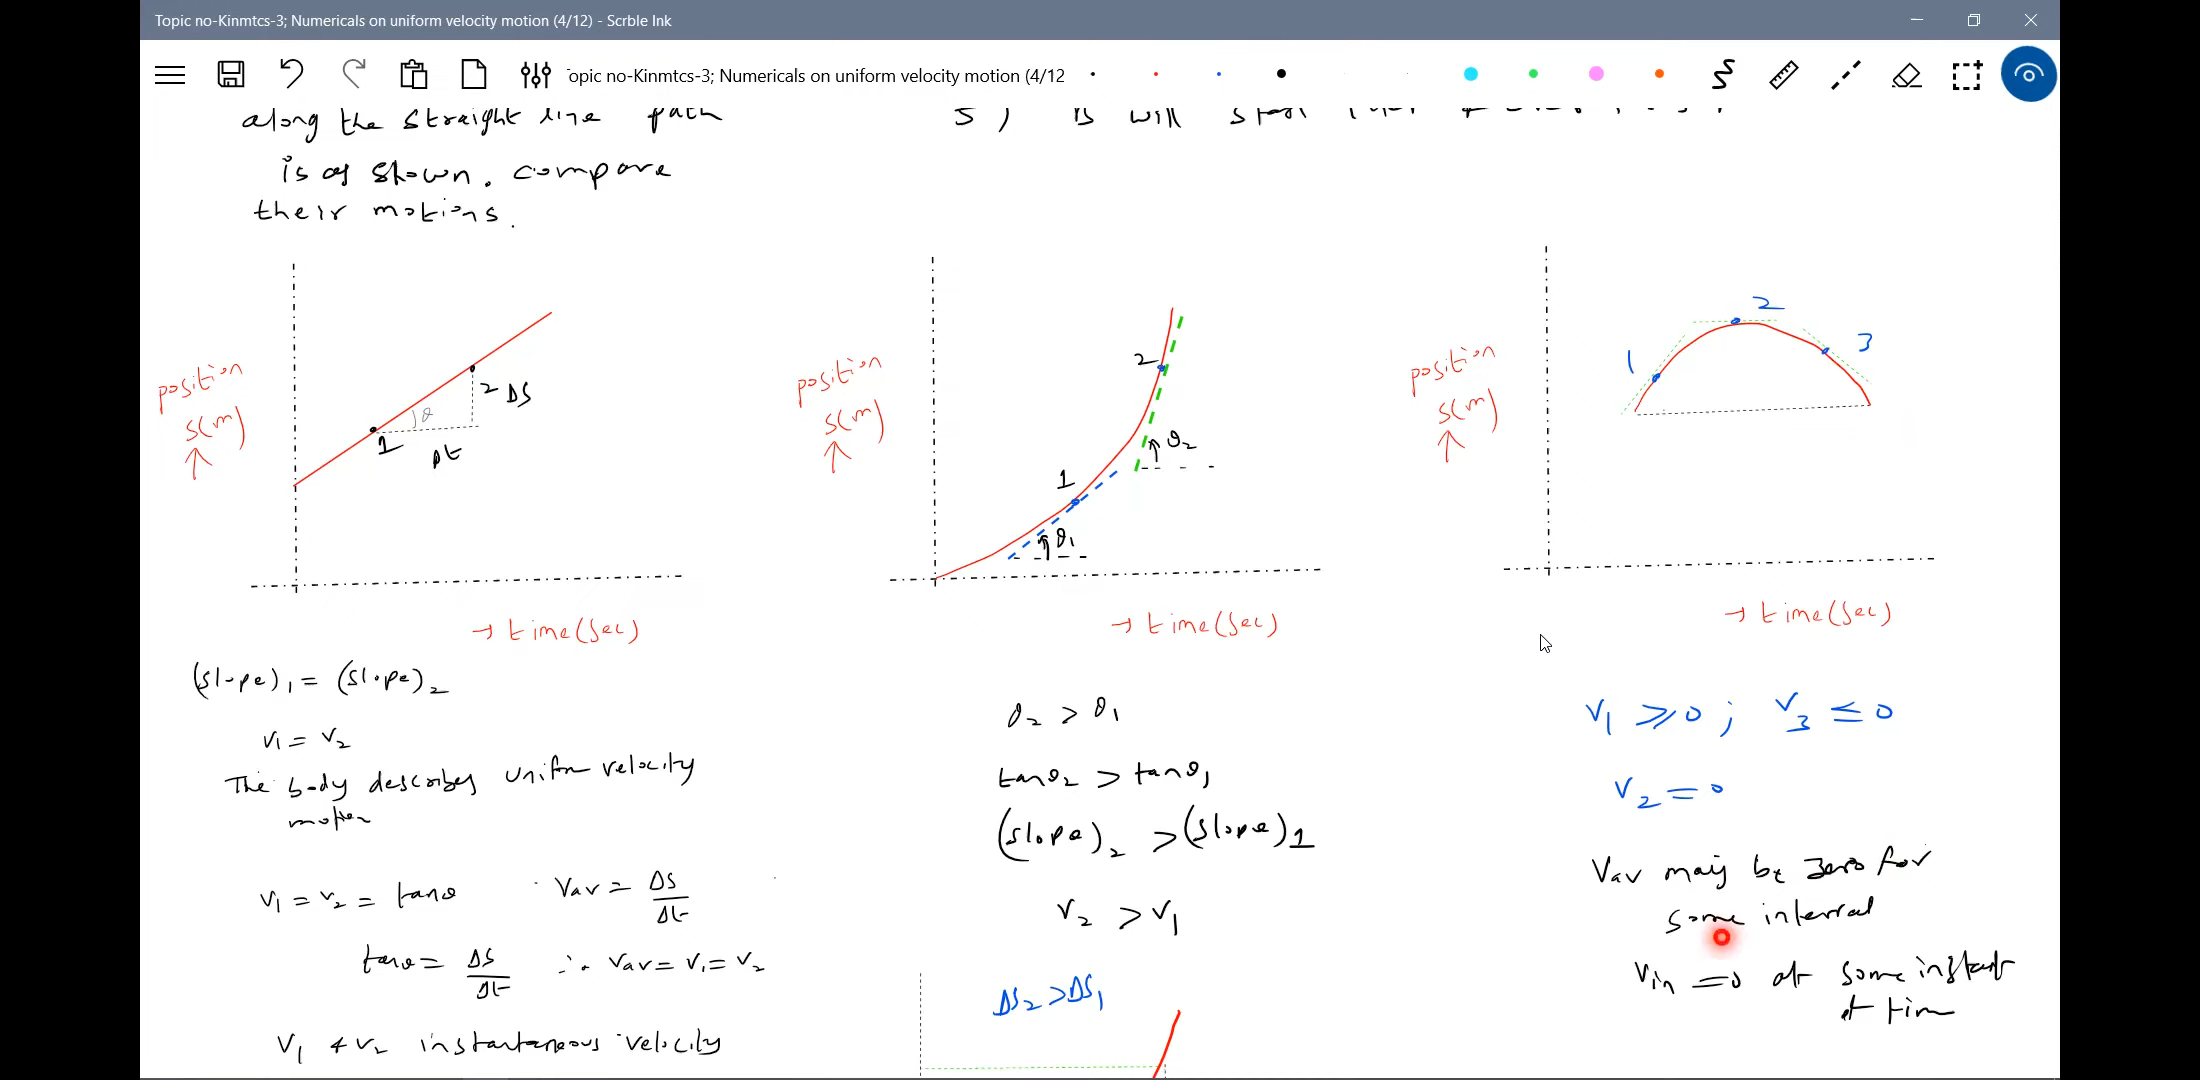 Topic no-Kinmtcs-3; Numericals on uniform velocity motion (4/12) - Scrble Ink
opic no-Kinmtcs-3; Numericals on uniform velocity motion (4/12
along the straight line path
is as shown. compare
their motions.
5) B will start
position
s(m)
↑
1
2
θ
Δt
ΔS
→ time (sec)
position
s(m)
↑
1
2
θ1
θ2
→ time (sec)
position
s(m)
↑
1
2
3
→ time (sec)
(slope)1 = (slope)2
v1 = v2
The body describes uniform velocity
motion
v1 = v2 = tanθ
Vav = ΔS/Δt
tanθ = ΔS/Δt
∴ Vav = v1 = v2
v1 & v2 instantaneous velocity
θ2 > θ1
tanθ2 > tanθ1
(slope)2 > (slope)1
v2 > v1
ΔS2 > ΔS1
v1 ⩾ 0 ; v3 ≤ 0
v2 = 0
Vav may be zero for
some interval
Vin = 0 at some instant
of time